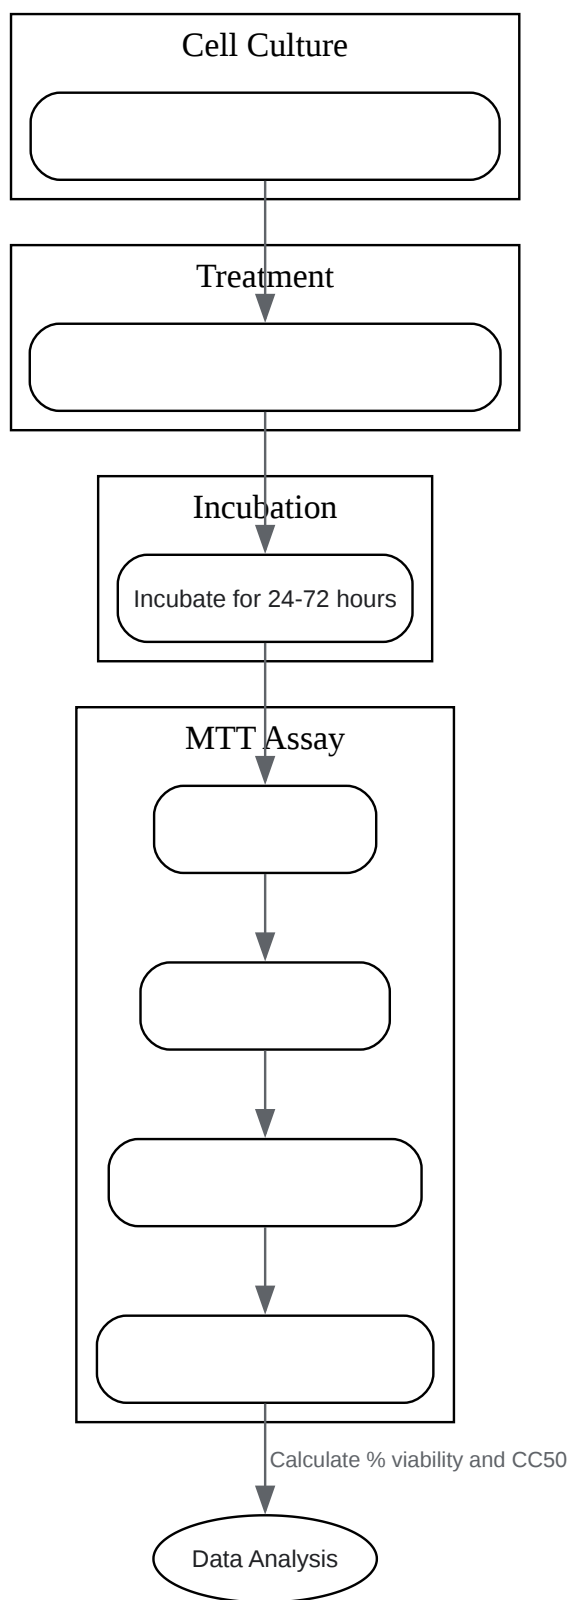 Cell Culture
Treatment
Incubation
Incubate for 24-72 hours
MTT Assay
Calculate % viability and CC50
Data Analysis